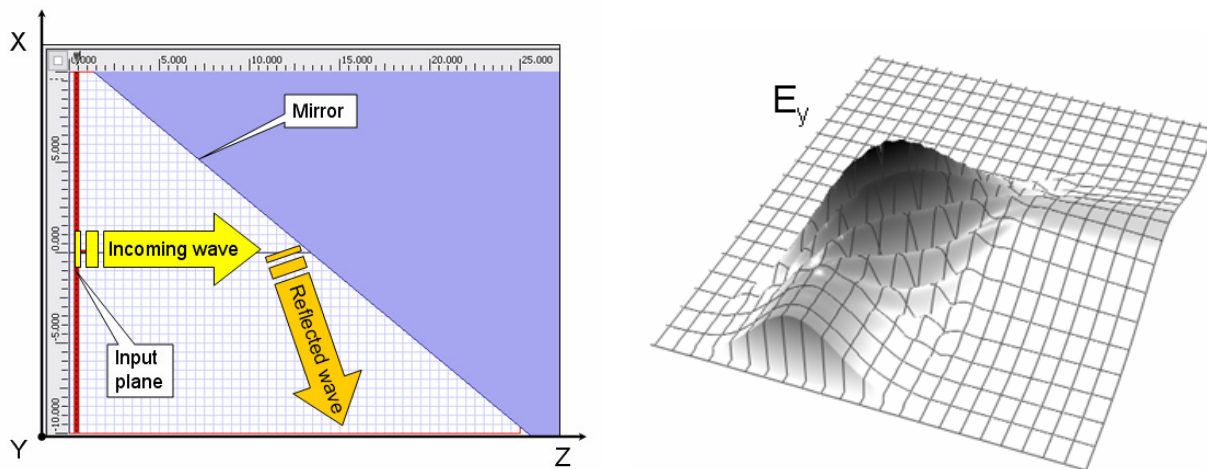 X
0.000 5.000 10.000 15.000 20.000 25.000
Mirror
5.000
0.000
Incoming wave
Reflected wave
-5.000
Input
plane
-10.000
Y
Z
E
y